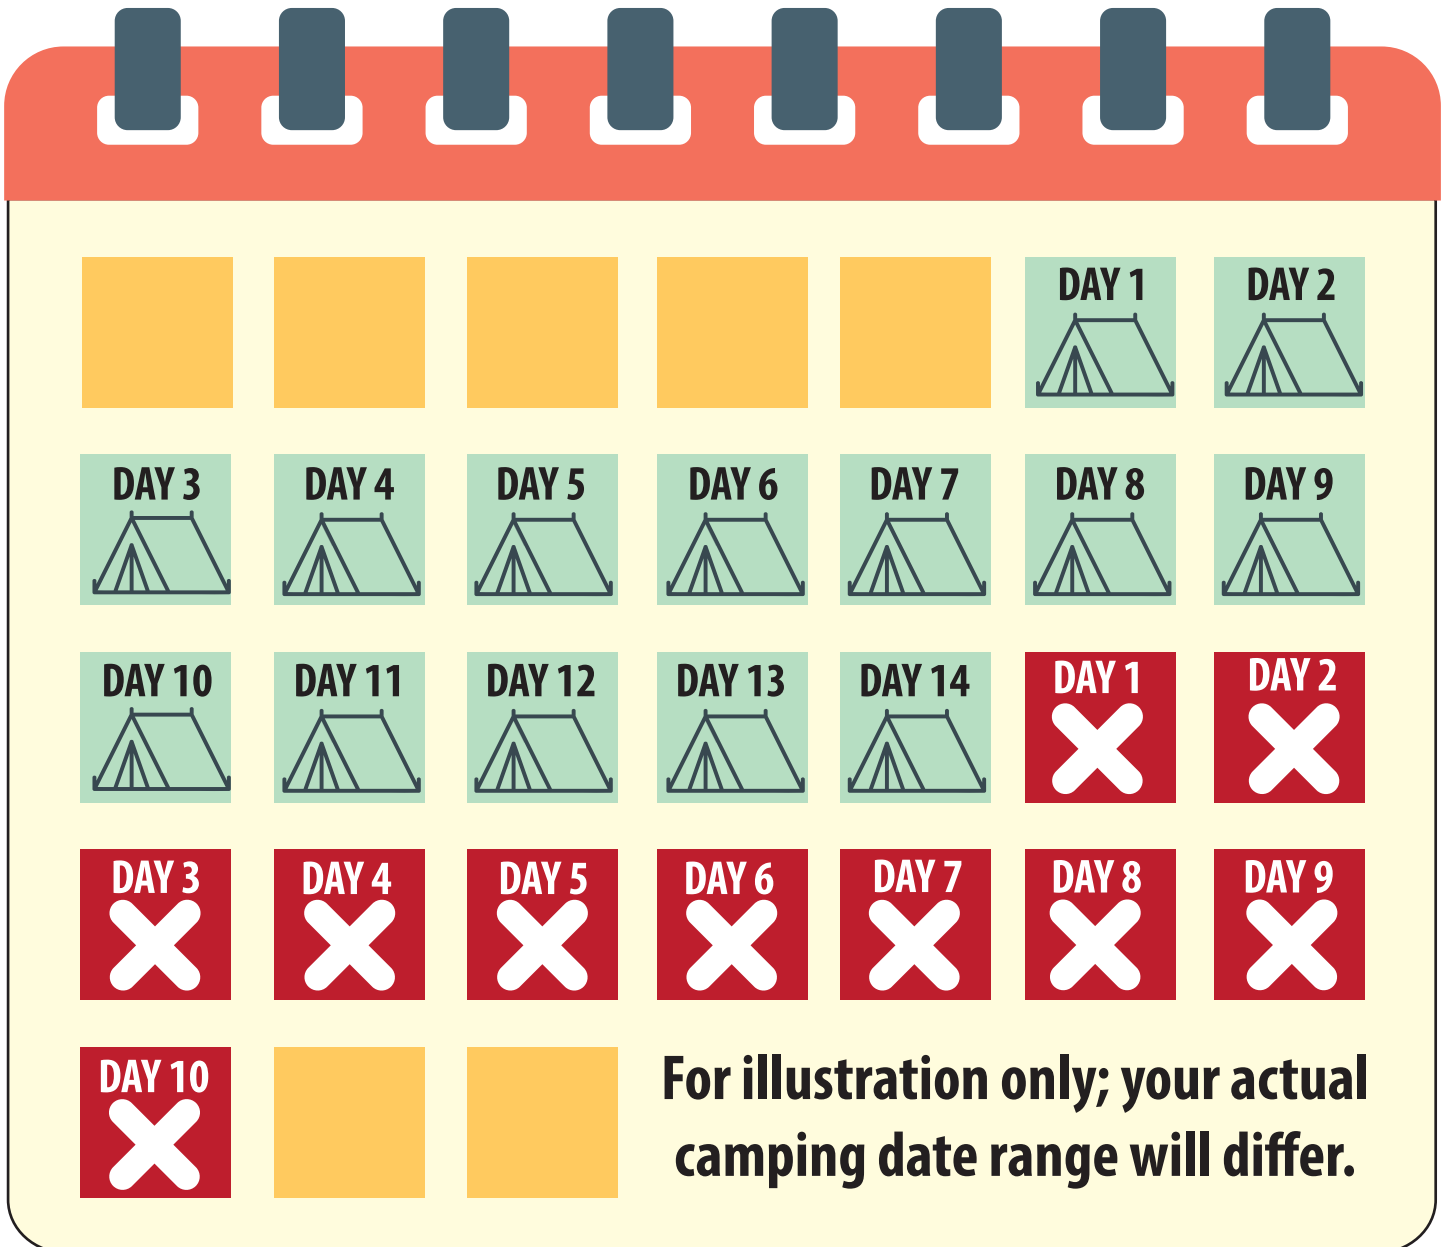 DAY 1
DAY 2
DAY 3
DAY 4
DAY 5
DAY 6
DAY 7
DAY 8
DAY 9
DAY 10
DAY 11
DAY 12
DAY 13
DAY 14
DAY 1
DAY 2
DAY 3
DAY 4
DAY 5
DAY 6
DAY 7
DAY 8
DAY 9
DAY 10
For illustration only; your actual
camping date range will differ.